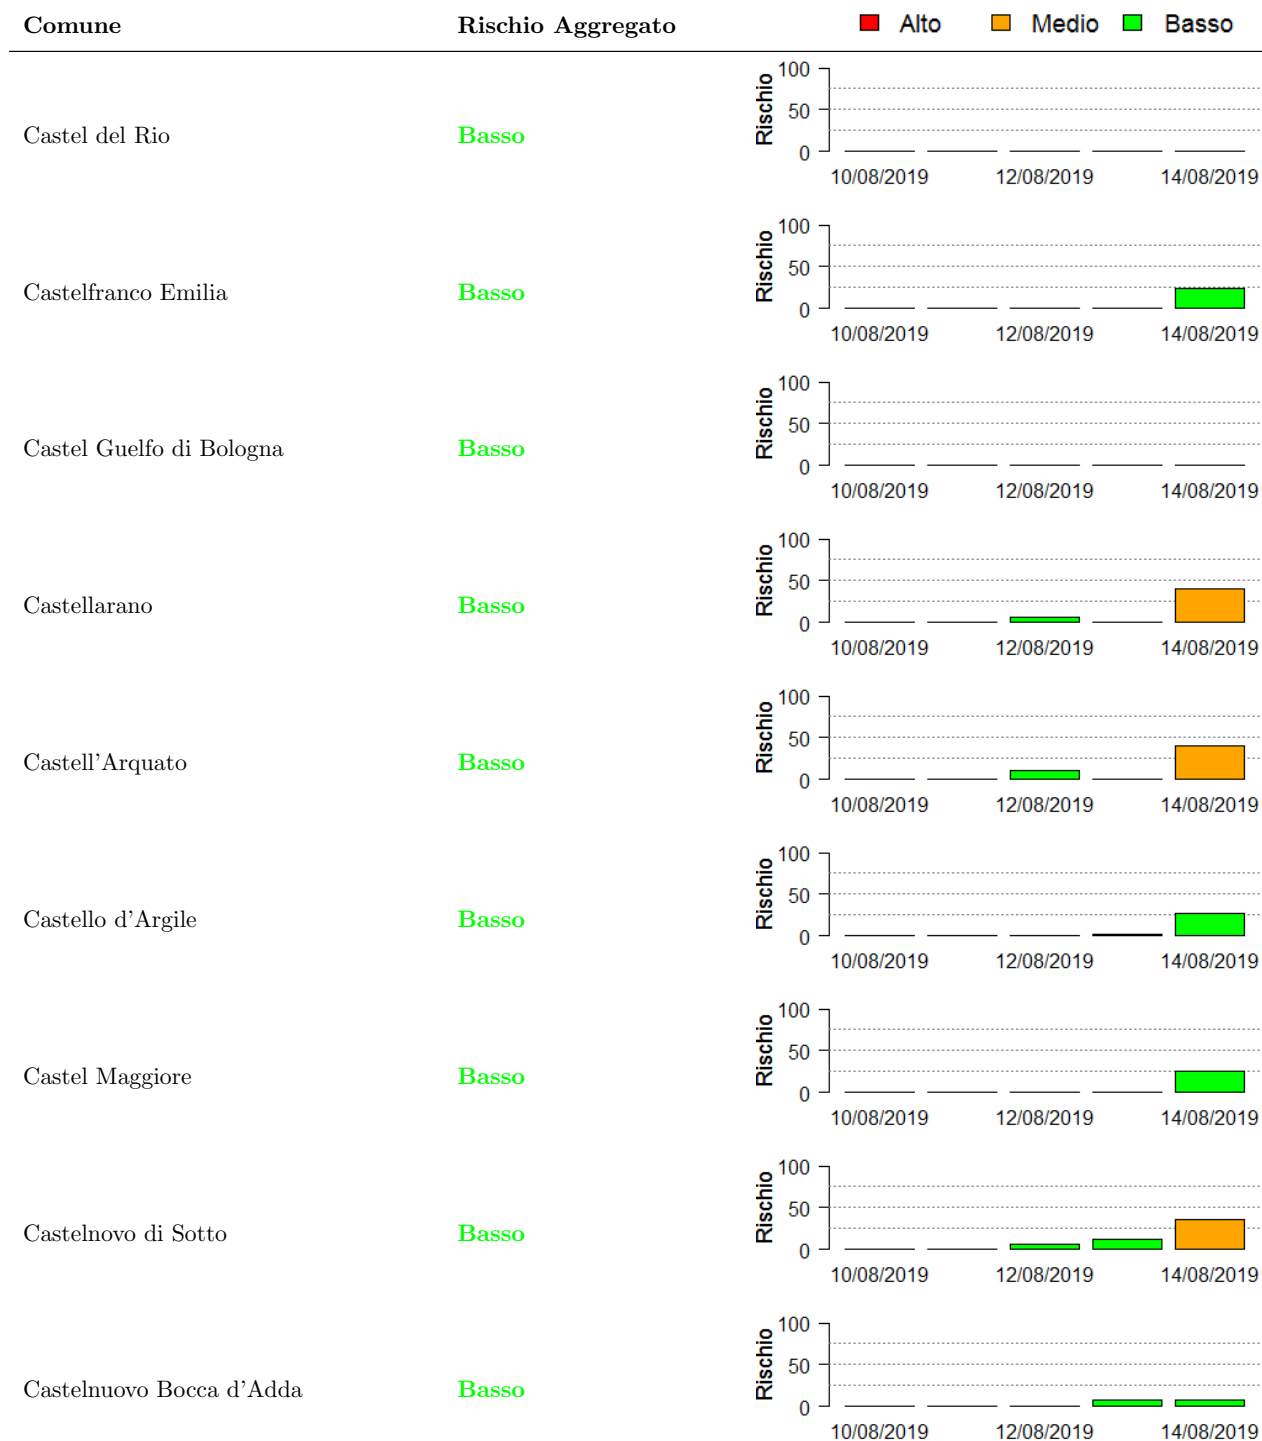 Comune Rischio Aggregato Alto Medio Basso
100
50
0
Rischio
Castel del Rio Basso
10/08/2019 12/08/2019 14/08/2019
100
50
0
Rischio
Castelfranco Emilia Basso
10/08/2019 12/08/2019 14/08/2019
100
50
0
Rischio
Castel Guelfo di Bologna Basso
10/08/2019 12/08/2019 14/08/2019
100
50
0
Rischio
Castellarano Basso
10/08/2019 12/08/2019 14/08/2019
100
50
0
Rischio
Castell'Arquato Basso
10/08/2019 12/08/2019 14/08/2019
100
50
0
Rischio
Castello d'Argile Basso
10/08/2019 12/08/2019 14/08/2019
100
50
0
Rischio
Castel Maggiore Basso
10/08/2019 12/08/2019 14/08/2019
100
50
0
Rischio
Castelnovo di Sotto Basso
10/08/2019 12/08/2019 14/08/2019
100
50
0
Rischio
Castelnuovo Bocca d'Adda Basso
10/08/2019 12/08/2019 14/08/2019